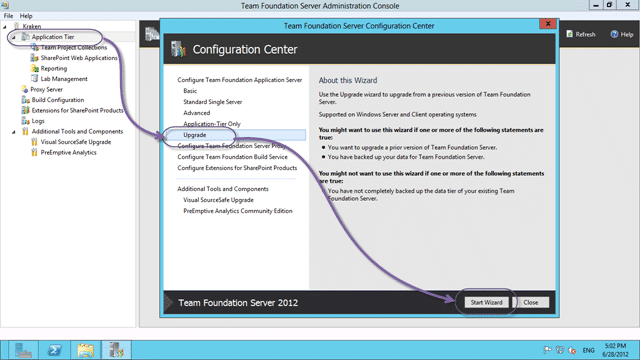 Team Foundation Server Administration Console
File Help
Kraken
Application Tier
Team Project Collections
SharePoint Web Applications
Reporting
Lab Management
Proxy Server
Build Configuration
Extensions for SharePoint Products
Logs
Additional Tools and Components
Visual SourceSafe Upgrade
PreEmptive Analytics
Refresh
Help
Team Foundation Server Configuration Center
Configuration Center
Configure Team Foundation Application Server
Basic
Standard Single Server
Advanced
Application-Tier Only
Upgrade
Configure Team Foundation Server Proxy
Configure Team Foundation Build Service
Configure Extensions for SharePoint Products
Additional Tools and Components
Visual SourceSafe Upgrade
PreEmptive Analytics Community Edition
About this Wizard
Use the Upgrade wizard to upgrade from a previous version of Team Foundation
Server.
Supported on Windows Server and Client operating systems
You might want to use this wizard if one or more of the following statements are
true:
You want to upgrade a prior version of Team Foundation Server.
You have backed up your data for Team Foundation Server.
You might not want to use this wizard if one or more of the following statements
are true:
You have not completely backed up the data tier of your existing Team
Foundation Server.
Team Foundation Server 2012
Start Wizard
Close
ENG
5:02 PM
6/28/2012